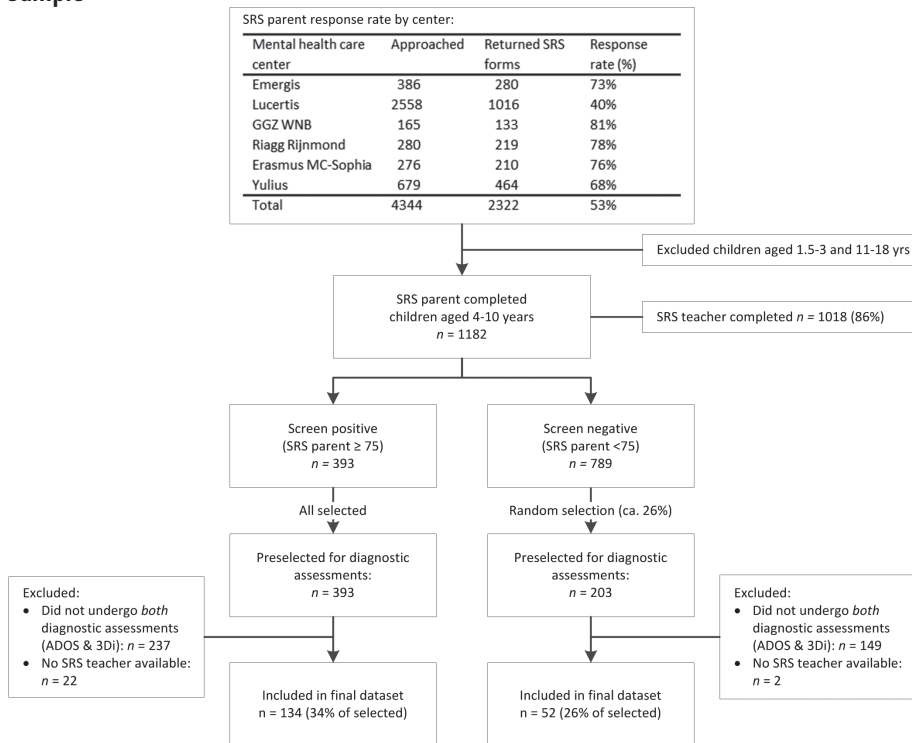 SRS parent response rate by center:
Mental health care center Approached Returned SRS forms Response rate (%)
Emergis 386 280 73%
Lucertis 2558 1016 40%
GGZ WNB 165 133 81%
Riagg Rijnmond 280 219 78%
Erasmus MC-Sophia 276 210 76%
Yulius 679 464 68%
Total 4344 2322 53%
Excluded children aged 1.5-3 and 11-18 yrs
SRS parent completed
children aged 4-10 years
n = 1182
SRS teacher completed n = 1018 (86%)
Screen positive
(SRS parent ≥ 75)
n = 393
Screen negative
(SRS parent <75)
n = 789
All selected
Random selection (ca. 26%)
Preselected for diagnostic
assessments:
n = 393
Preselected for diagnostic
assessments:
n = 203
Excluded:
• Did not undergo both
diagnostic assessments
(ADOS & 3Di): n = 237
• No SRS teacher available:
n = 22
Excluded:
• Did not undergo both
diagnostic assessments
(ADOS & 3Di): n = 149
• No SRS teacher available:
n = 2
Included in final dataset
n = 134 (34% of selected)
Included in final dataset
n = 52 (26% of selected)